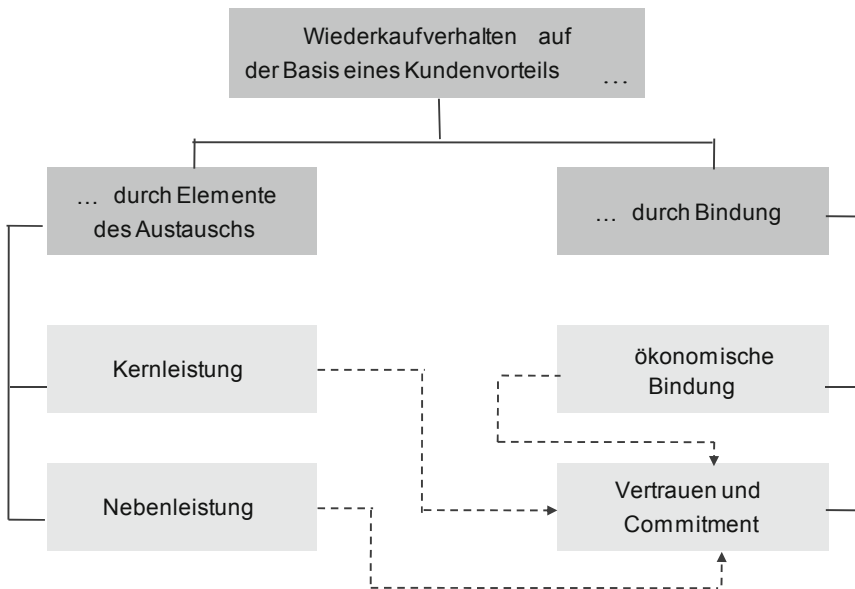 Wiederkaufverhalten auf
der Basis eines Kundenvorteils …
… durch Elemente
des Austauschs
… durch Bindung
Kernleistung
ökonomische
Bindung
Nebenleistung
Vertrauen und
Commitment